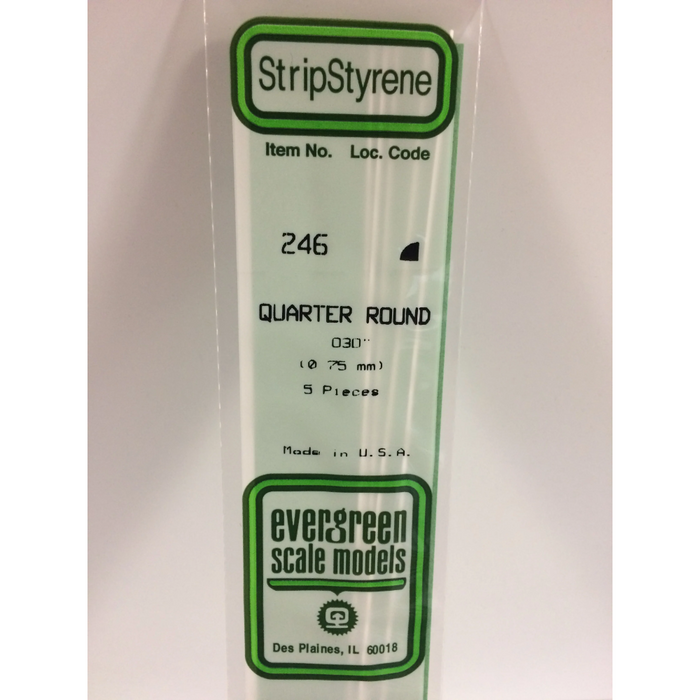 StripStyrene
Item No. Loc. Code
246
QUARTER ROUND
.030"
(0.75 mm)
5 Pieces
Made in U.S.A.
evergreen
scale models
Des Plaines, IL 60018